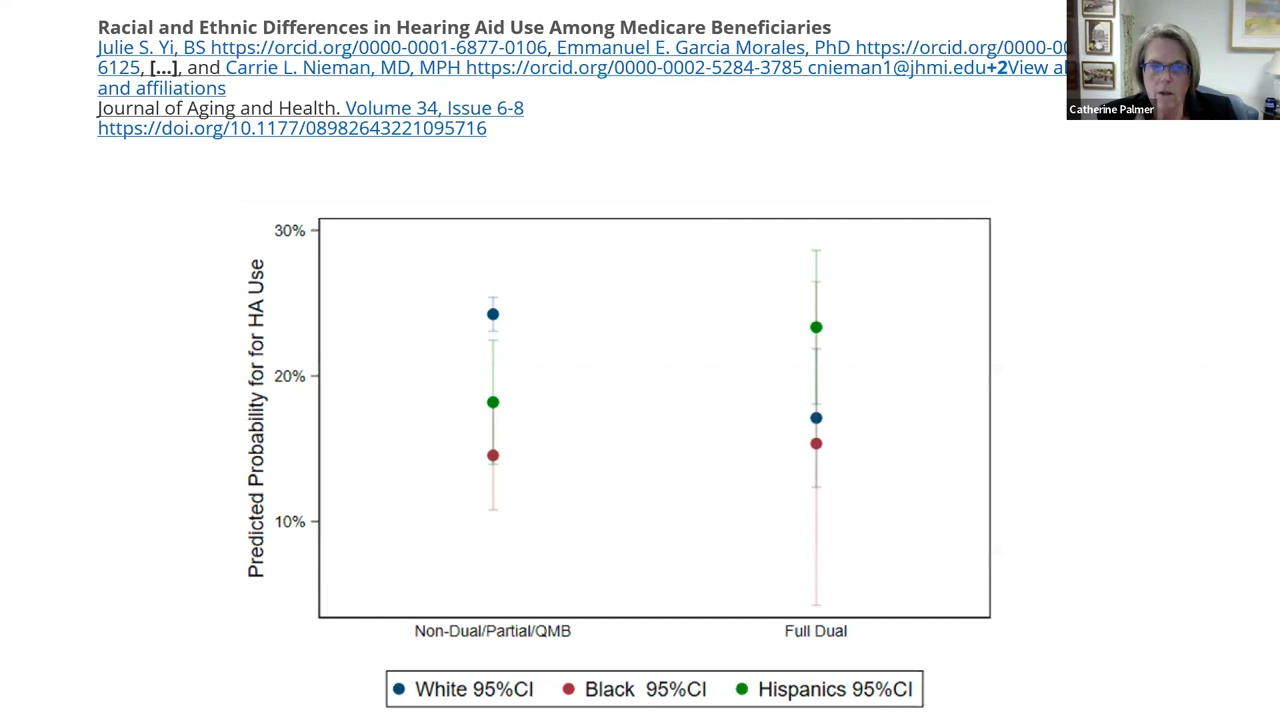 Racial and Ethnic Differences in Hearing Aid Use Among Medicare Beneficiaries
Julie S. Yi, BS https://orcid.org/0000-0001-6877-0106, Emmanuel E. Garcia Morales, PhD https://orcid.org/0000-00
6125, [...], and Carrie L. Nieman, MD, MPH https://orcid.org/0000-0002-5284-3785 cnieman1@jhmi.edu+2View
and affiliations
Journal of Aging and Health. Volume 34, Issue 6-8
https://doi.org/10.1177/08982643221095716
Catherine Palmer
Predicted Probability for for HA Use
30%
20%
10%
Non-Dual/Partial/QMB
Full Dual
White 95%CI
Black 95%CI
Hispanics 95%CI